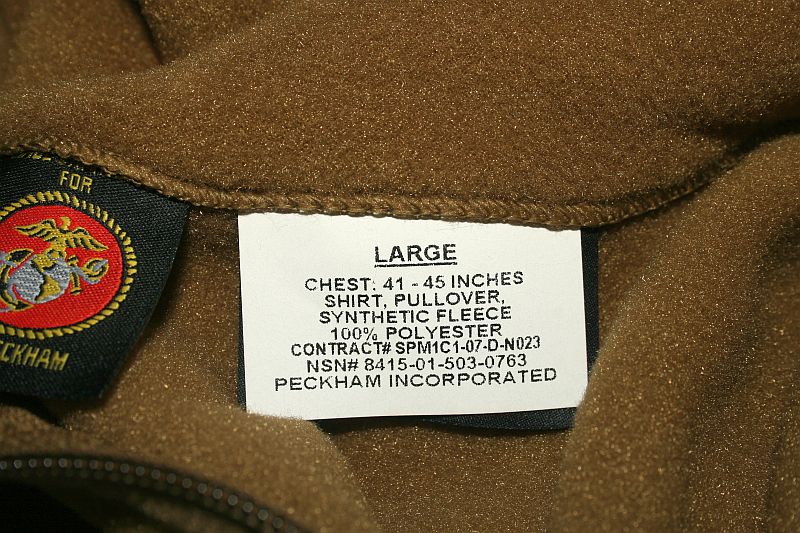 FOR
LARGE
CHEST: 41 - 45 INCHES
SHIRT, PULLOVER,
SYNTHETIC FLEECE
100% POLYESTER
CONTRACT# SPM1C1-07-D-N023
NSN# 8415-01-503-0763
PECKHAM INCORPORATED
ECKHAM